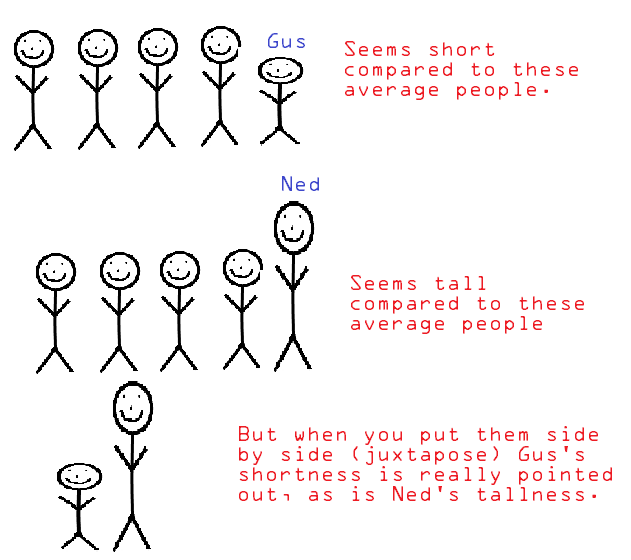 Gus
Seems short
compared to these
average people.
Ned
Seems tall
compared to these
average people
But when you put them side
by side (juxtapose) Gus's
shortness is really pointed
out, as is Ned's tallness.